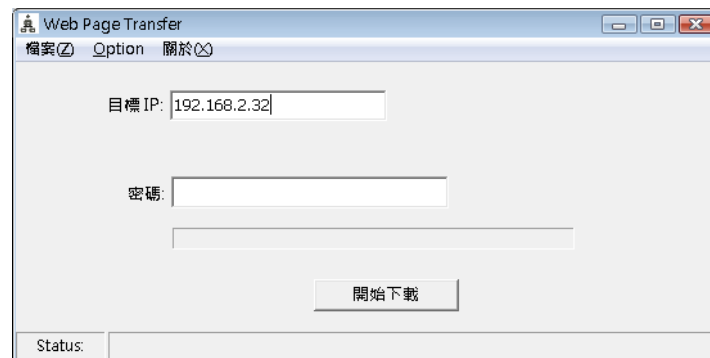 Web Page Transfer
檔案(Z) Option 關於(X)
目標 IP: 192.168.2.32
密碼:
開始下載
Status: